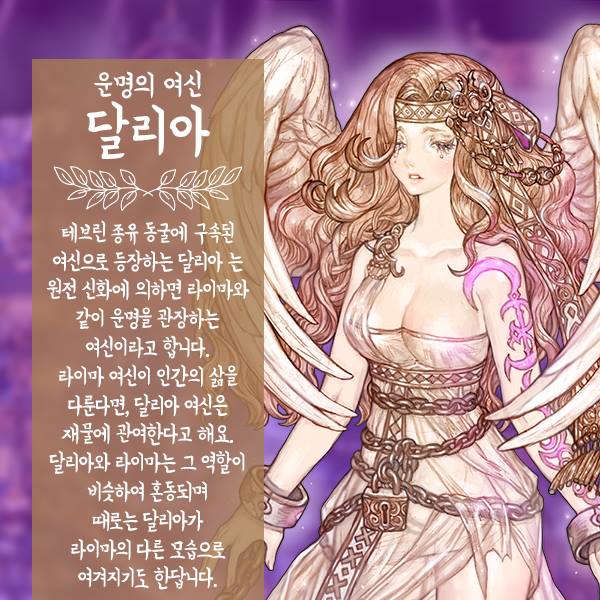 운명의 여신
달리아
테브린 종유 동굴에 구속된
여신으로 등장하는 달리아 는
원전 신화에 의하면 라이마와
같이 운명을 관장하는
여신이라고 합니다.
라이마 여신이 인간의 삶을
다룬다면, 달리아 여신은
재물에 관여한다고 해요.
달리아와 라이마는 그 역할이
비슷하여 혼동되며
때로는 달리아가
라이마의 다른 모습으로
여겨지기도 한답니다.